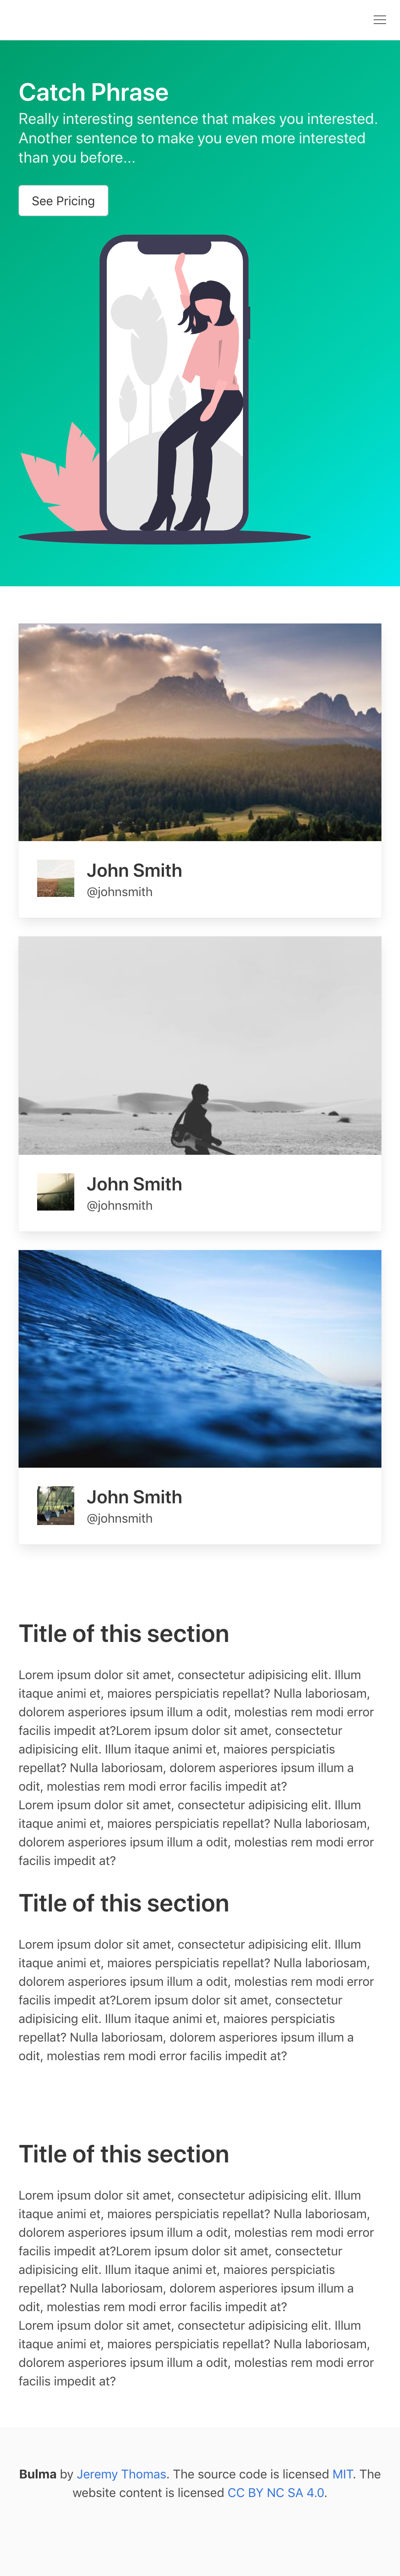 Catch Phrase
Really interesting sentence that makes you interested.
Another sentence to make you even more interested
than you before...
See Pricing
John Smith
@johnsmith
John Smith
@johnsmith
John Smith
@johnsmith
Title of this section
Lorem ipsum dolor sit amet, consectetur adipisicing elit. Illum
itaque animi et, maiores perspiciatis repellat? Nulla laboriosam,
dolorem asperiores ipsum illum a odit, molestias rem modi error
facilis impedit at?Lorem ipsum dolor sit amet, consectetur
adipisicing elit. Illum itaque animi et, maiores perspiciatis
repellat? Nulla laboriosam, dolorem asperiores ipsum illum a
odit, molestias rem modi error facilis impedit at?
Lorem ipsum dolor sit amet, consectetur adipisicing elit. Illum
itaque animi et, maiores perspiciatis repellat? Nulla laboriosam,
dolorem asperiores ipsum illum a odit, molestias rem modi error
facilis impedit at?
Title of this section
Lorem ipsum dolor sit amet, consectetur adipisicing elit. Illum
itaque animi et, maiores perspiciatis repellat? Nulla laboriosam,
dolorem asperiores ipsum illum a odit, molestias rem modi error
facilis impedit at?Lorem ipsum dolor sit amet, consectetur
adipisicing elit. Illum itaque animi et, maiores perspiciatis
repellat? Nulla laboriosam, dolorem asperiores ipsum illum a
odit, molestias rem modi error facilis impedit at?
Title of this section
Lorem ipsum dolor sit amet, consectetur adipisicing elit. Illum
itaque animi et, maiores perspiciatis repellat? Nulla laboriosam,
dolorem asperiores ipsum illum a odit, molestias rem modi error
facilis impedit at?Lorem ipsum dolor sit amet, consectetur
adipisicing elit. Illum itaque animi et, maiores perspiciatis
repellat? Nulla laboriosam, dolorem asperiores ipsum illum a
odit, molestias rem modi error facilis impedit at?
Lorem ipsum dolor sit amet, consectetur adipisicing elit. Illum
itaque animi et, maiores perspiciatis repellat? Nulla laboriosam,
dolorem asperiores ipsum illum a odit, molestias rem modi error
facilis impedit at?
Bulma by Jeremy Thomas. The source code is licensed MIT. The
website content is licensed CC BY NC SA 4.0.